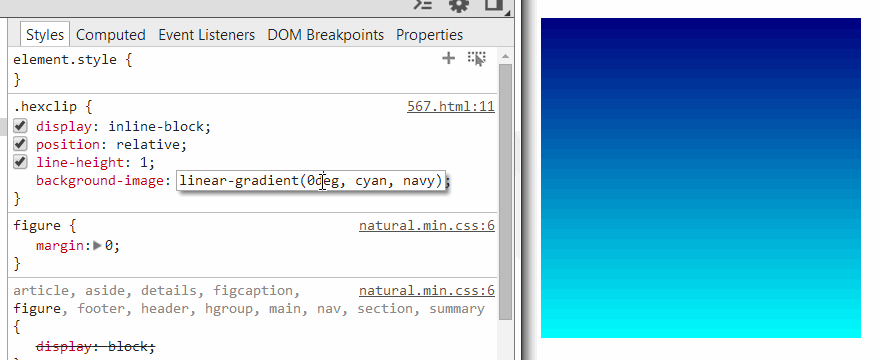 Styles Computed Event Listeners DOM Breakpoints Properties
element.style {
}
.hexclip { 567.html:11
display: inline-block;
position: relative;
line-height: 1;
background-image: linear-gradient(0deg, cyan, navy);
}
figure { natural.min.css:6
margin: 0;
}
article, aside, details, figcaption, natural.min.css:6
figure, footer, header, hgroup, main, nav, section, summary
{
display: block;